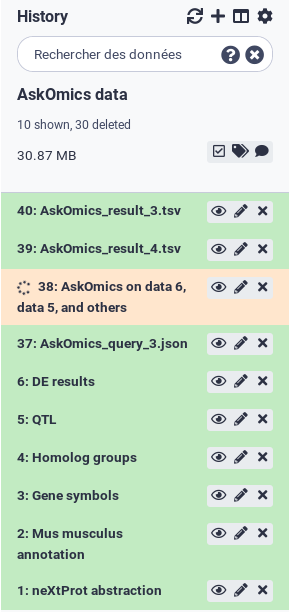 History
Rechercher des données
AskOmics data
10 shown, 30 deleted
30.87 MB
40: AskOmics_result_3.tsv
39: AskOmics_result_4.tsv
38: AskOmics on data 6,
data 5, and others
37: AskOmics_query_3.json
6: DE results
5: QTL
4: Homolog groups
3: Gene symbols
2: Mus musculus
annotation
1: neXtProt abstraction